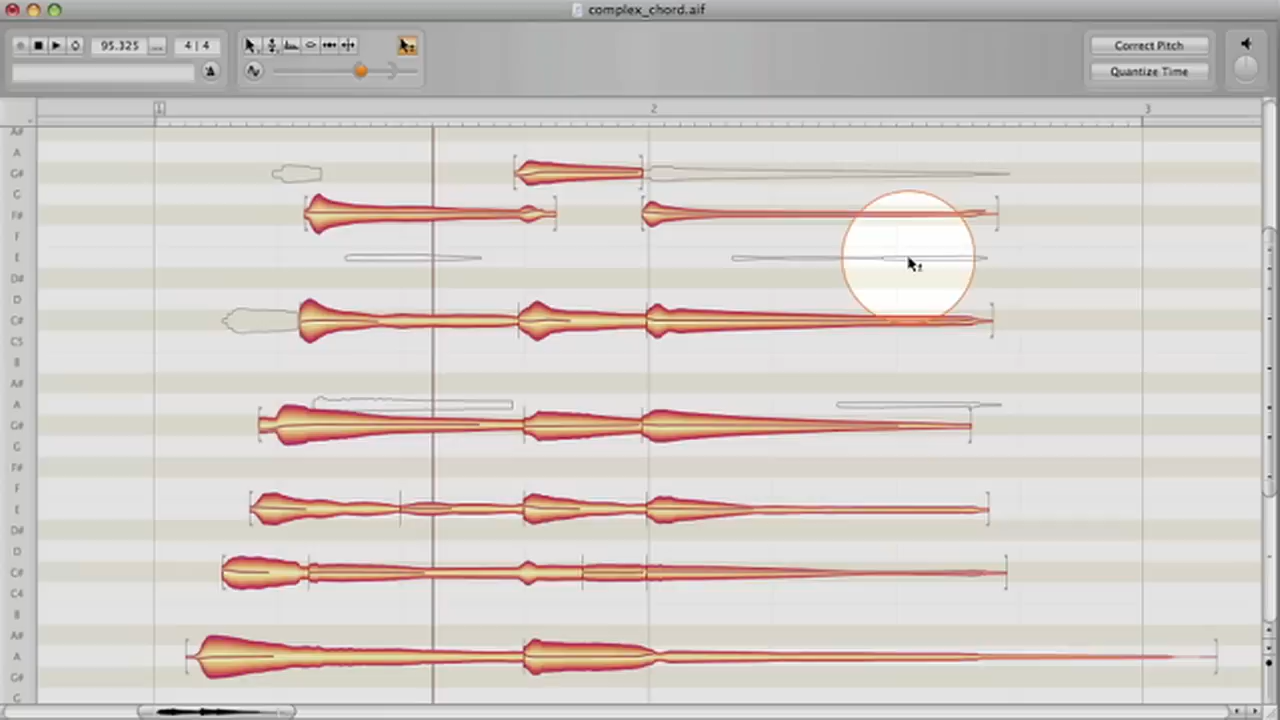 complex_chord.aif
95.325 ... 4 | 4
Correct Pitch
Quantize Time
1 2 3
A#
A
G#
G
F#
F
E
D#
D
C#
C5
B
A#
A
G#
G
F#
F
E
D#
D
C#
C4
B
A#
A
G#
G